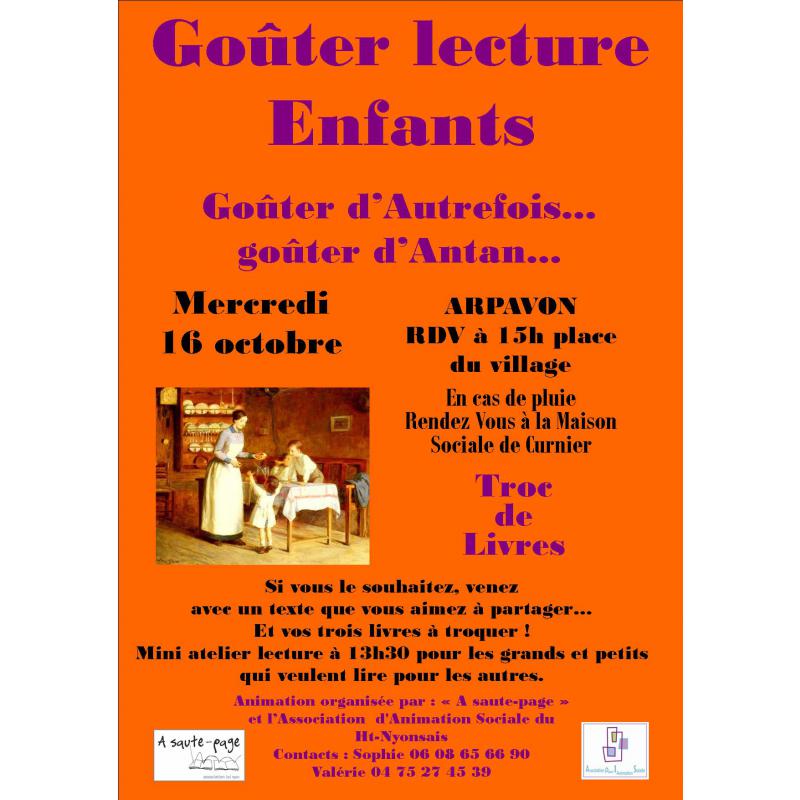 Goûter lecture
Enfants
Goûter d'Autrefois...
goûter d'Antan...
Mercredi
16 octobre
ARPAVON
RDV à 15h place
du village
En cas de pluie
Rendez Vous à la Maison
Sociale de Curnier
Troc
de
Livres
Si vous le souhaitez, venez
avec un texte que vous aimez à partager...
Et vos trois livres à troquer !
Mini atelier lecture à 13h30 pour les grands et petits
qui veulent lire pour les autres.
Animation organisée par : « A saute-page »
et l'Association d'Animation Sociale du
Ht-Nyonsais
Contacts : Sophie 06 08 65 66 90
Valérie 04 75 27 45 39
A saute-page